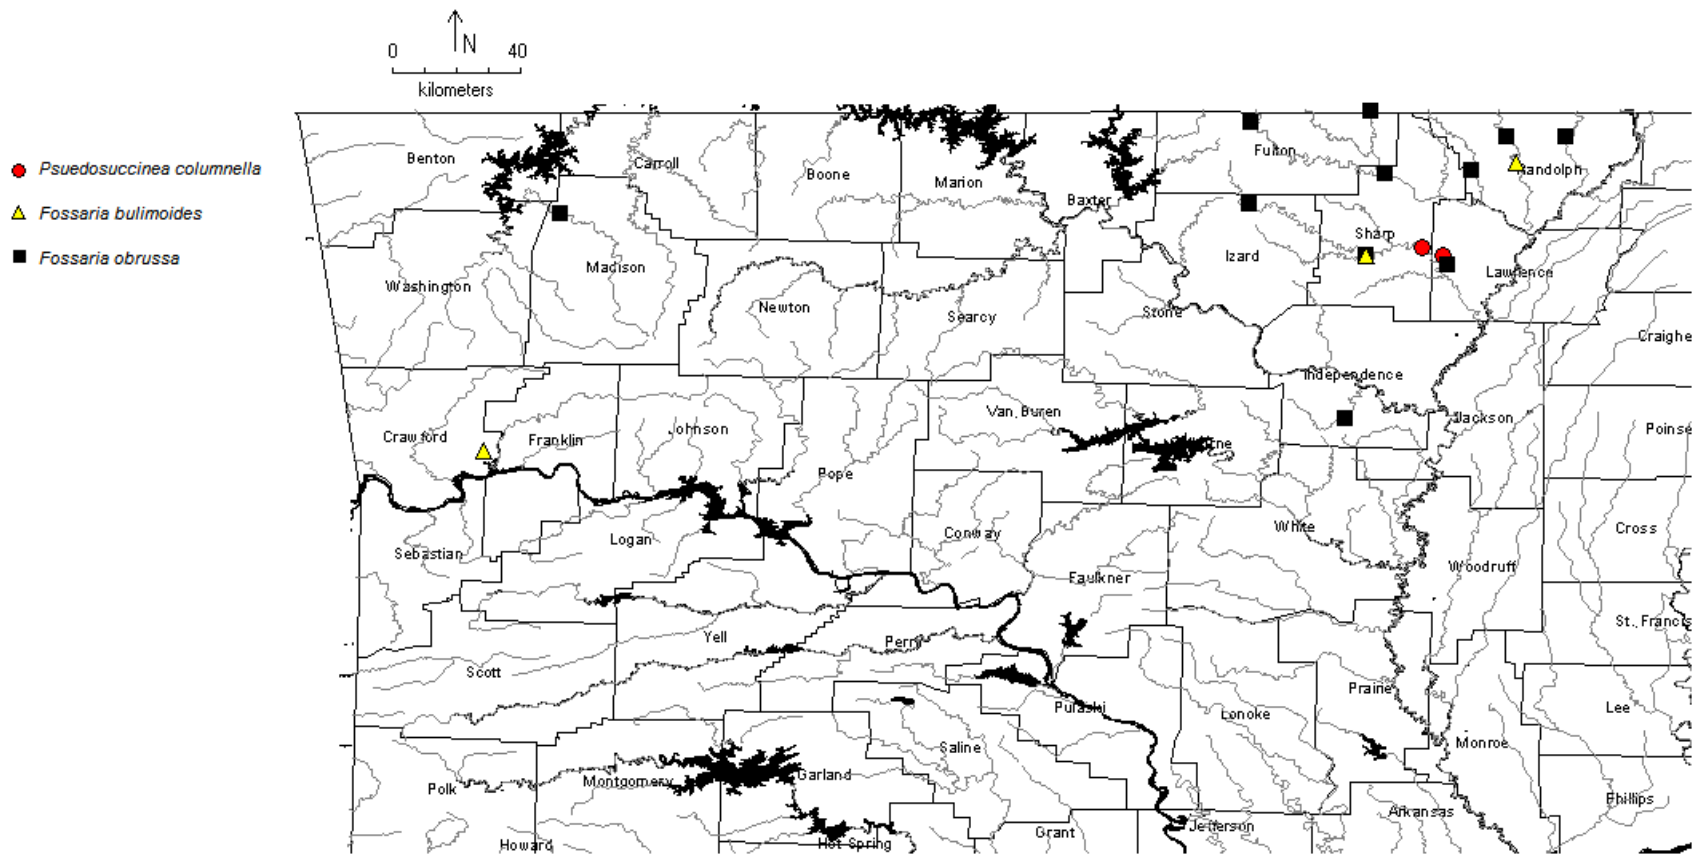 N
0 40
kilometers
Psuedosuccinea columnella
Fossaria bulimoides
Fossaria obrussa
Benton
Carroll
Boone
Marion
Baxter
Fulton
Randolph
Washington
Madison
Newton
Searcy
Stone
Izard
Sharp
Lawrence
Craighe
Crawford
Franklin
Johnson
Pope
Van Buren
rne
Independence
Jackson
Poinse
Sebastian
Logan
Conway
Faulkner
White
Woodruff
Cross
St. Francis
Scott
Yell
Perry
Pulaski
Lonoke
Praine
Monroe
Lee
Polk
Montgomery
Garland
Saline
Hot Spring
Grant
Jefferson
Arkansas
Phillips
Howard